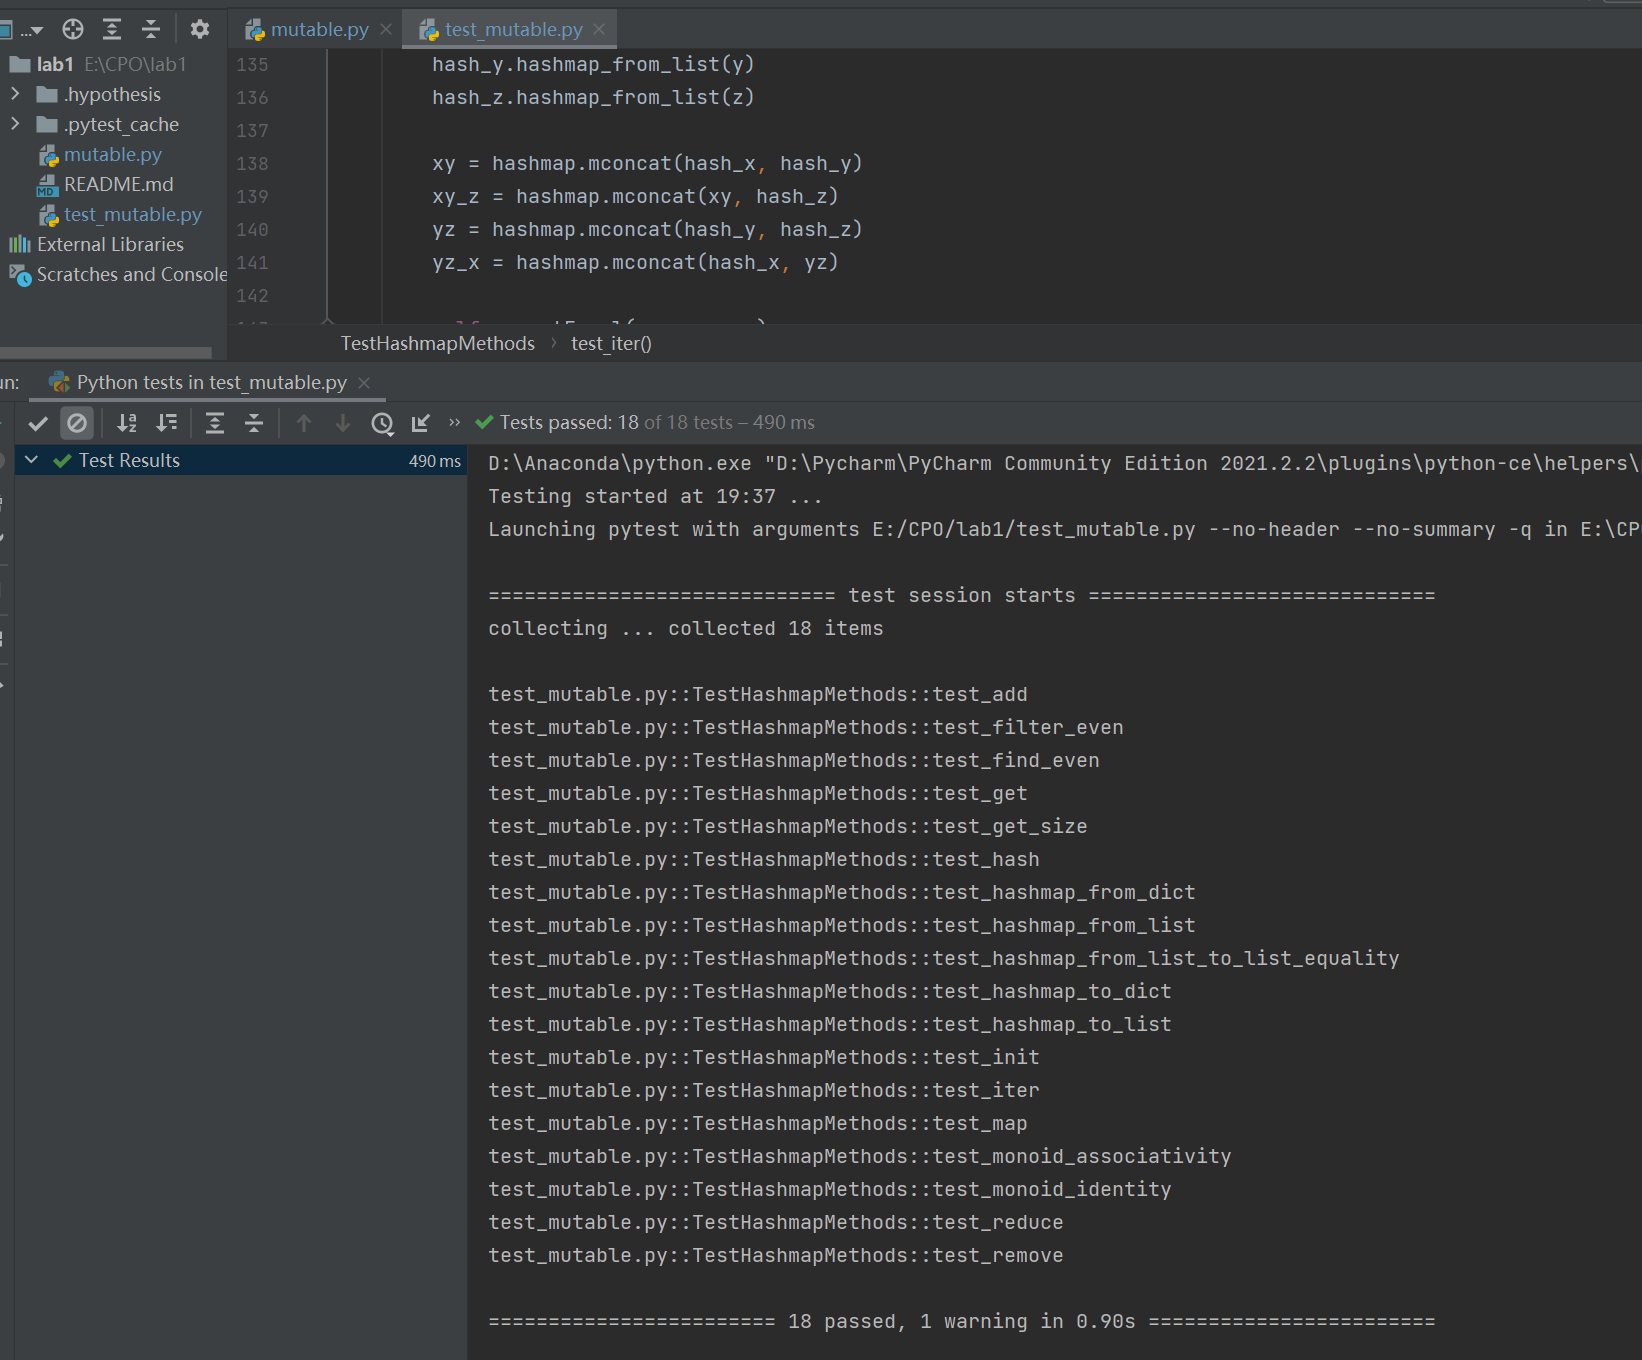 mutable.py
test_mutable.py
lab1 E:\CPO\lab1
.hypothesis
.pytest_cache
mutable.py
README.md
test_mutable.py
External Libraries
Scratches and Console
135 hash_y.hashmap_from_list(y)
136 hash_z.hashmap_from_list(z)
137
138 xy = hashmap.mconcat(hash_x, hash_y)
139 xy_z = hashmap.mconcat(xy, hash_z)
140 yz = hashmap.mconcat(hash_y, hash_z)
141 yz_x = hashmap.mconcat(hash_x, yz)
142
TestHashmapMethods › test_iter()
Python tests in test_mutable.py
Tests passed: 18 of 18 tests – 490 ms
Test Results 490 ms
D:\Anaconda\python.exe "D:\Pycharm\PyCharm Community Edition 2021.2.2\plugins\python-ce\helpers\
Testing started at 19:37 ...
Launching pytest with arguments E:/CPO/lab1/test_mutable.py --no-header --no-summary -q in E:\CPO
============================= test session starts =============================
collecting ... collected 18 items
test_mutable.py::TestHashmapMethods::test_add
test_mutable.py::TestHashmapMethods::test_filter_even
test_mutable.py::TestHashmapMethods::test_find_even
test_mutable.py::TestHashmapMethods::test_get
test_mutable.py::TestHashmapMethods::test_get_size
test_mutable.py::TestHashmapMethods::test_hash
test_mutable.py::TestHashmapMethods::test_hashmap_from_dict
test_mutable.py::TestHashmapMethods::test_hashmap_from_list
test_mutable.py::TestHashmapMethods::test_hashmap_from_list_to_list_equality
test_mutable.py::TestHashmapMethods::test_hashmap_to_dict
test_mutable.py::TestHashmapMethods::test_hashmap_to_list
test_mutable.py::TestHashmapMethods::test_init
test_mutable.py::TestHashmapMethods::test_iter
test_mutable.py::TestHashmapMethods::test_map
test_mutable.py::TestHashmapMethods::test_monoid_associativity
test_mutable.py::TestHashmapMethods::test_monoid_identity
test_mutable.py::TestHashmapMethods::test_reduce
test_mutable.py::TestHashmapMethods::test_remove
======================== 18 passed, 1 warning in 0.90s ========================